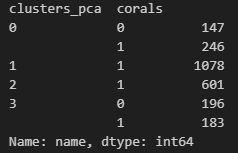 clusters_pca  corals
0             0          147
              1          246
1             1         1078
2             1          601
3             0          196
              1          183
Name: name, dtype: int64